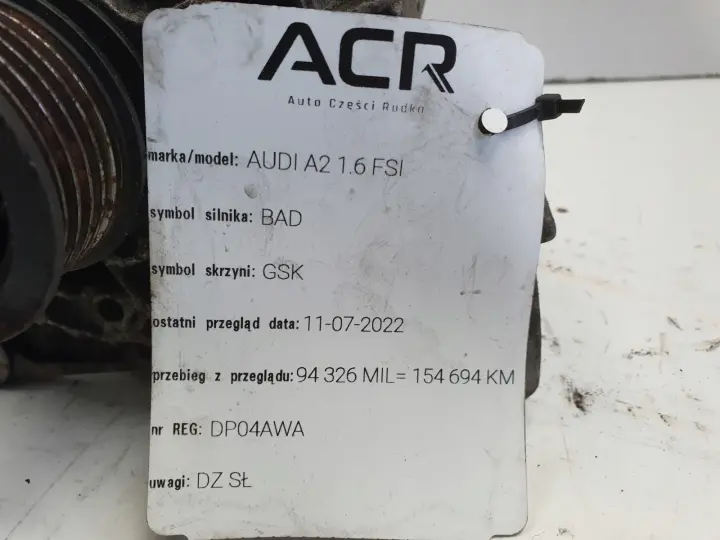 ACR
Auto Części Rudka
marka/model: AUDI A2 1.6 FSI
symbol silnika: BAD
symbol skrzyni: GSK
ostatni przegląd data: 11-07-2022
przebieg z przeglądu: 94 326 MIL= 154 694 KM
nr REG: DP04AWA
uwagi: DZ SŁ